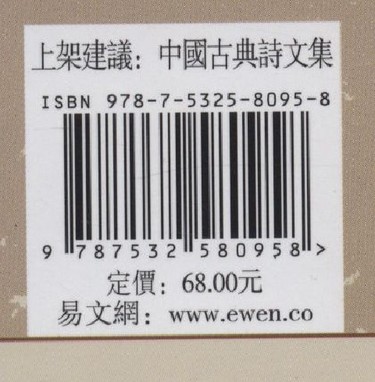 上架建議：中國古典詩文集
ISBN 978-7-5325-8095-8
9 787532 580958 >
定價：68.00元
易文網：www.ewen.co